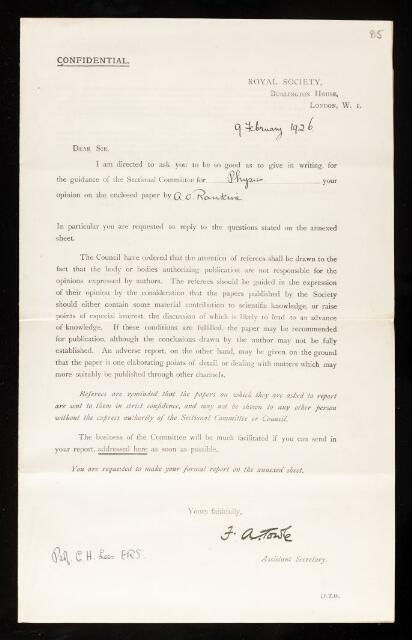 85
CONFIDENTIAL.
ROYAL SOCIETY,
BURLINGTON HOUSE,
LONDON, W. 1.
9 February 1926
DEAR SIR,
I am directed to ask you to be so good as to give in writing, for
the guidance of the Sectional Committee for Physics your
opinion on the enclosed paper by A. O. Rankine
In particular you are requested to reply to the questions stated on the annexed
sheet.
The Council have ordered that the attention of referees shall be drawn to the
fact that the body or bodies authorizing publication are not responsible for the
opinions expressed by authors. The referees should be guided in the expression
of their opinion by the consideration that the papers published by the Society
should either contain some material contribution to scientific knowledge, or raise
points of especial interest, the discussion of which is likely to lead to an advance
of knowledge. If these conditions are fulfilled, the paper may be recommended
for publication, although the conclusions drawn by the author may not be fully
established. An adverse report, on the other hand, may be given on the ground
that the paper is one elaborating points of detail, or dealing with matters which may
more suitably be published through other channels.
Referees are reminded that the papers on which they are asked to report
are sent to them in strict confidence, and may not be shown to any other person
without the express authority of the Sectional Committee or Council.
The business of the Committee will be much facilitated if you can send in
your report, addressed here as soon as possible.
You are requested to make your formal report on the annexed sheet.
Yours faithfully,
F. A. Towle
Assistant Secretary.
Prof. C. H. Lees FRS.
[P.T.O.